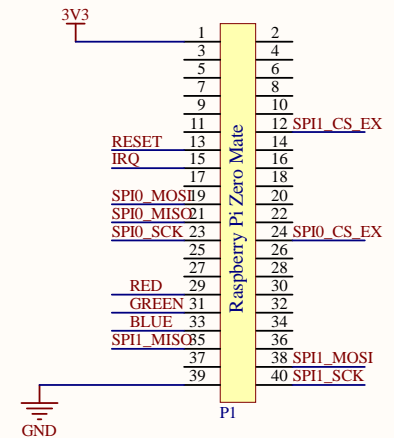 3V3
1 2
3 4
5 6
7 8
9 10
11 12 SPI1_CS_EX
RESET 13 14
IRQ 15 16
17 18
SPI0_MOSI 19 20
SPI0_MISO 21 22
SPI0_SCK 23 24 SPI0_CS_EX
25 26
27 28
RED 29 30
GREEN 31 32
BLUE 33 34
SPI1_MISO 35 36
37 38 SPI1_MOSI
39 40 SPI1_SCK
Raspberry Pi Zero Mate
P1
GND